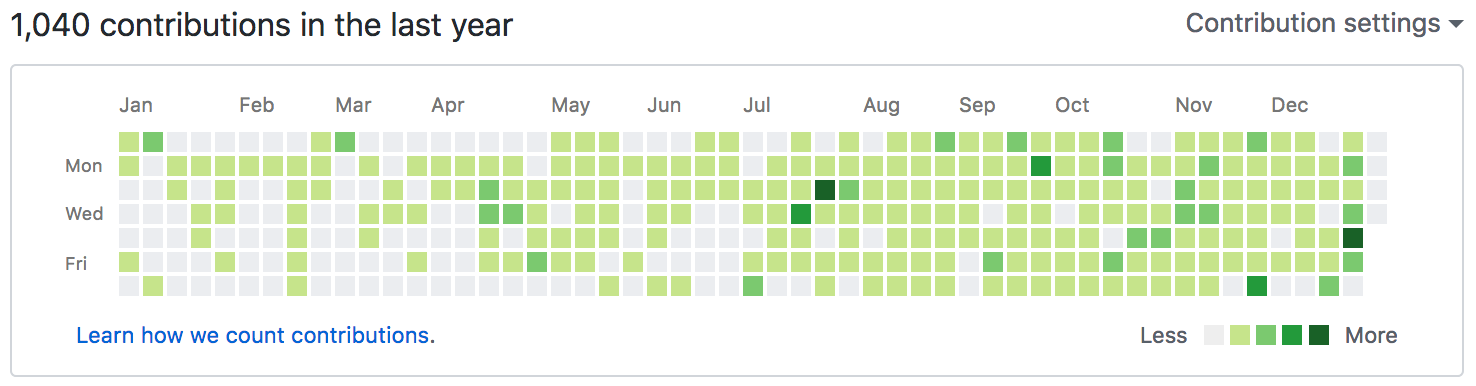 1,040 contributions in the last year
Contribution settings
Jan Feb Mar Apr May Jun Jul Aug Sep Oct Nov Dec
Mon
Wed
Fri
Learn how we count contributions.
Less More